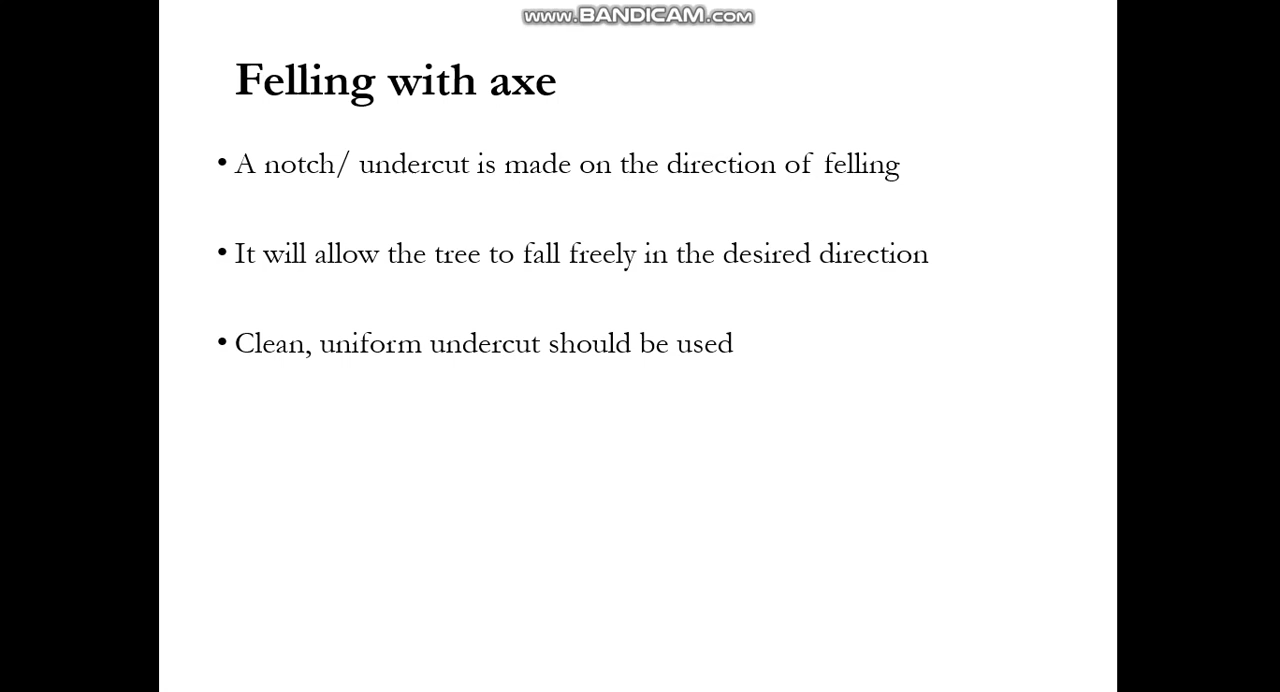 www.BANDICAM.com
Felling with axe
• A notch/ undercut is made on the direction of felling
• It will allow the tree to fall freely in the desired direction
• Clean, uniform undercut should be used